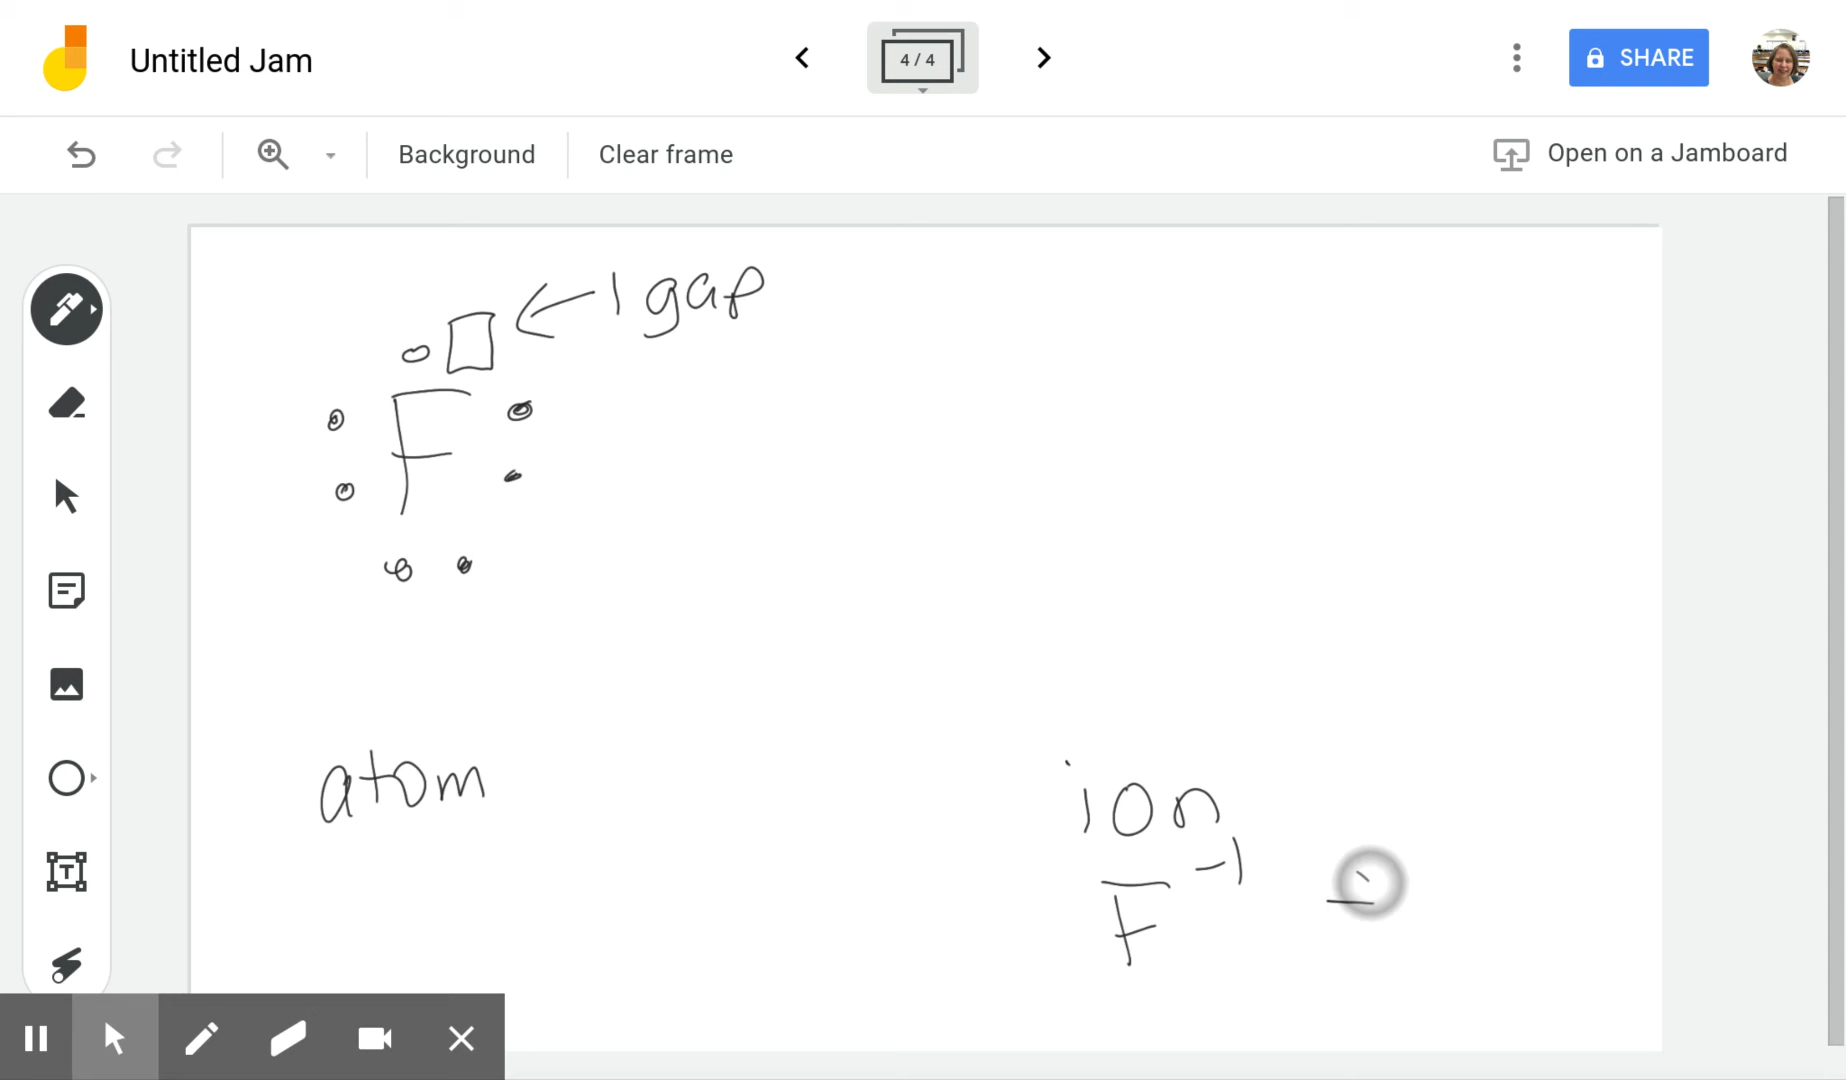 Untitled Jam
4 / 4
SHARE
Background
Clear frame
Open on a Jamboard
1 gap
F
atom
ion
F -1